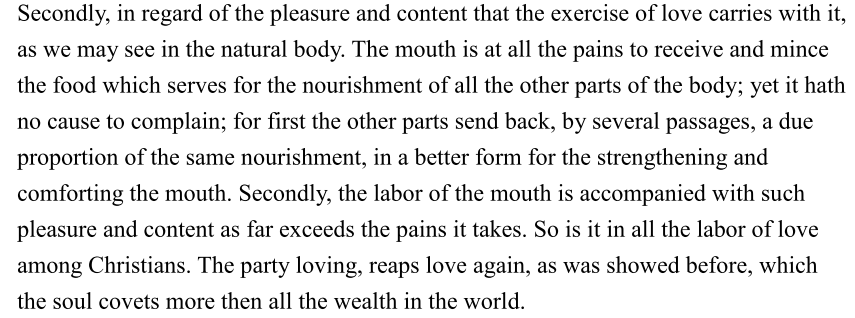 Secondly, in regard of the pleasure and content that the exercise of love carries with it,
as we may see in the natural body. The mouth is at all the pains to receive and mince
the food which serves for the nourishment of all the other parts of the body; yet it hath
no cause to complain; for first the other parts send back, by several passages, a due
proportion of the same nourishment, in a better form for the strengthening and
comforting the mouth. Secondly, the labor of the mouth is accompanied with such
pleasure and content as far exceeds the pains it takes. So is it in all the labor of love
among Christians. The party loving, reaps love again, as was showed before, which
the soul covets more then all the wealth in the world.